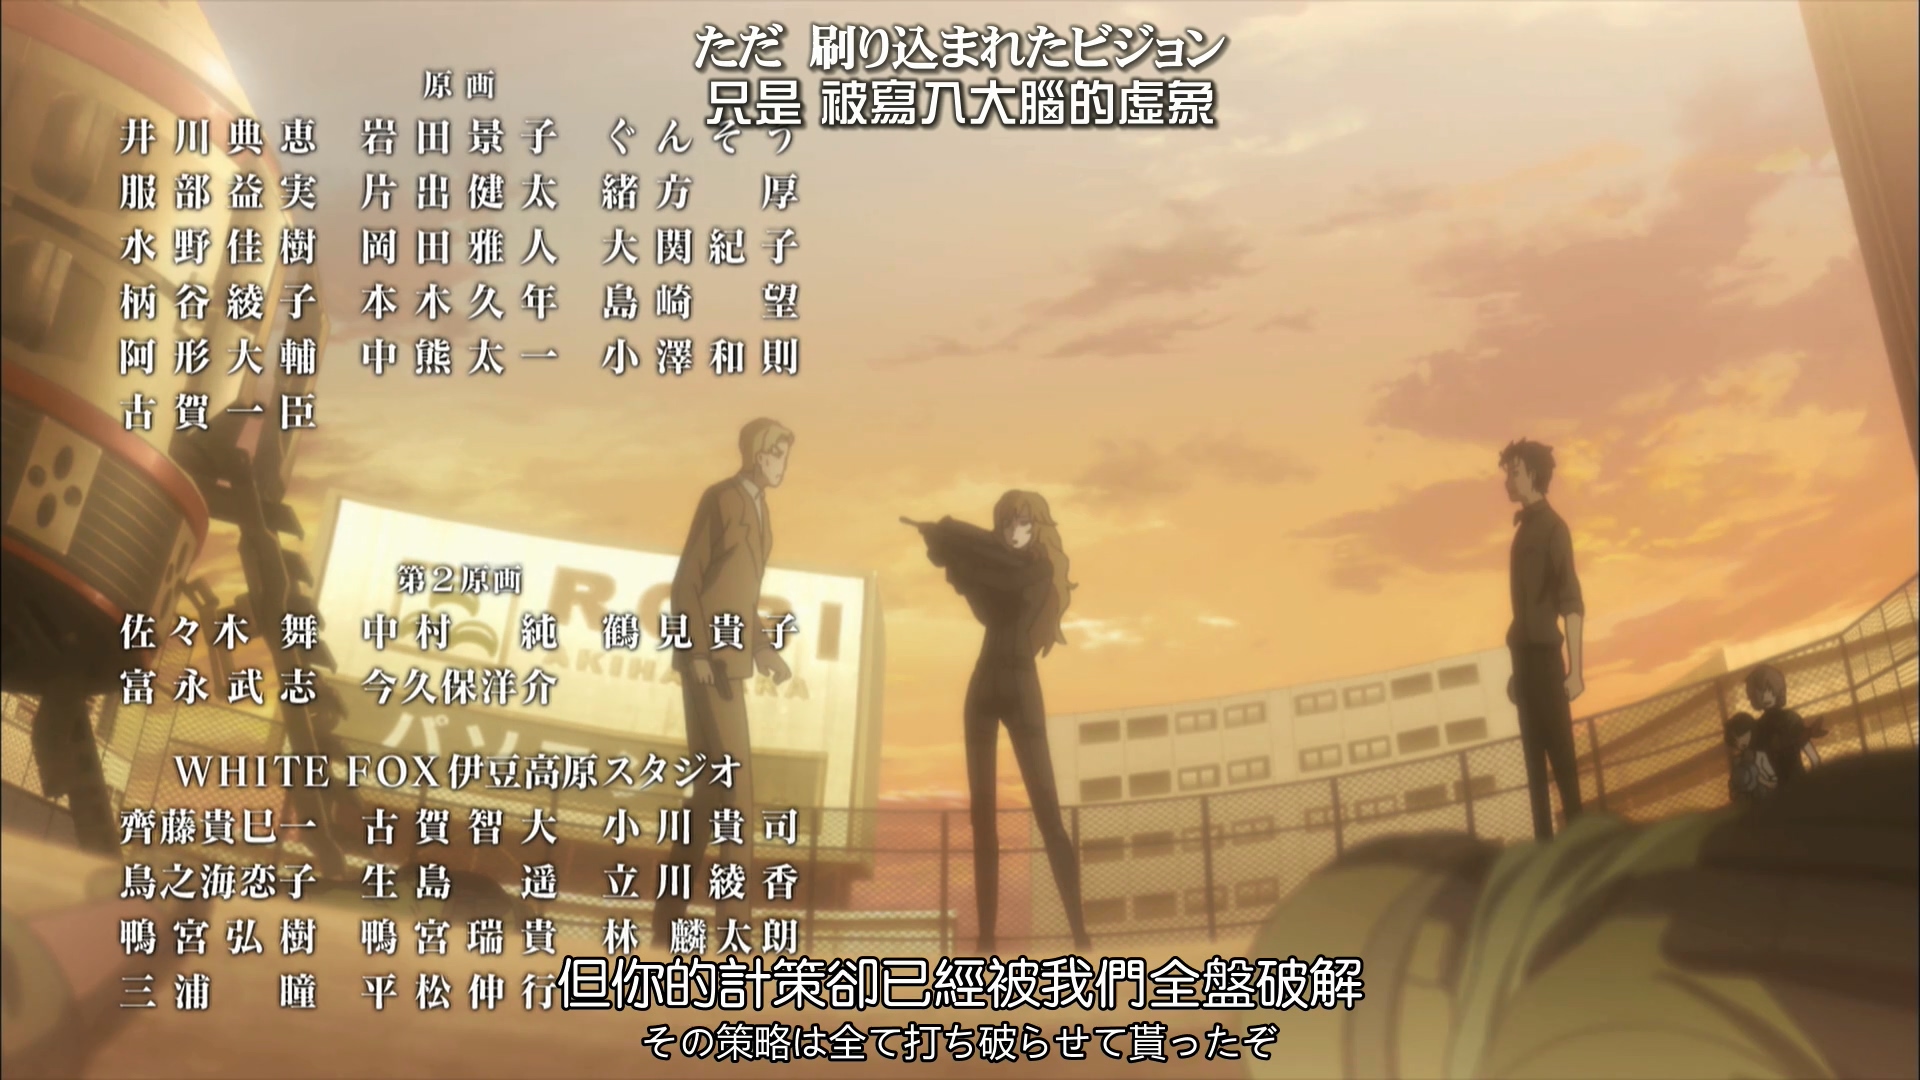 ただ 刷り込まれたビジョン
只是 被寫入大腦的虛象
原画
井川典恵 岩田景子 ぐんそう
服部益実 片出健太 緒方 厚
水野佳樹 岡田雅人 大関紀子
柄谷綾子 本木久年 島崎 望
阿形大輔 中熊太一 小澤和則
古賀一臣
第2原画
佐々木 舞 中村 純 鶴見貴子
富永武志 今久保洋介
AKIHABARA
パソコン
WHITE FOX伊豆高原スタジオ
齊藤貴巳一 古賀智大 小川貴司
鳥之海恋子 生島 遥 立川綾香
鴨宮弘樹 鴨宮瑞貴 林 麟太朗
三浦 瞳 平松伸行
但你的計策卻已經被我們全盤破解
その策略は全て打ち破らせて貰ったぞ